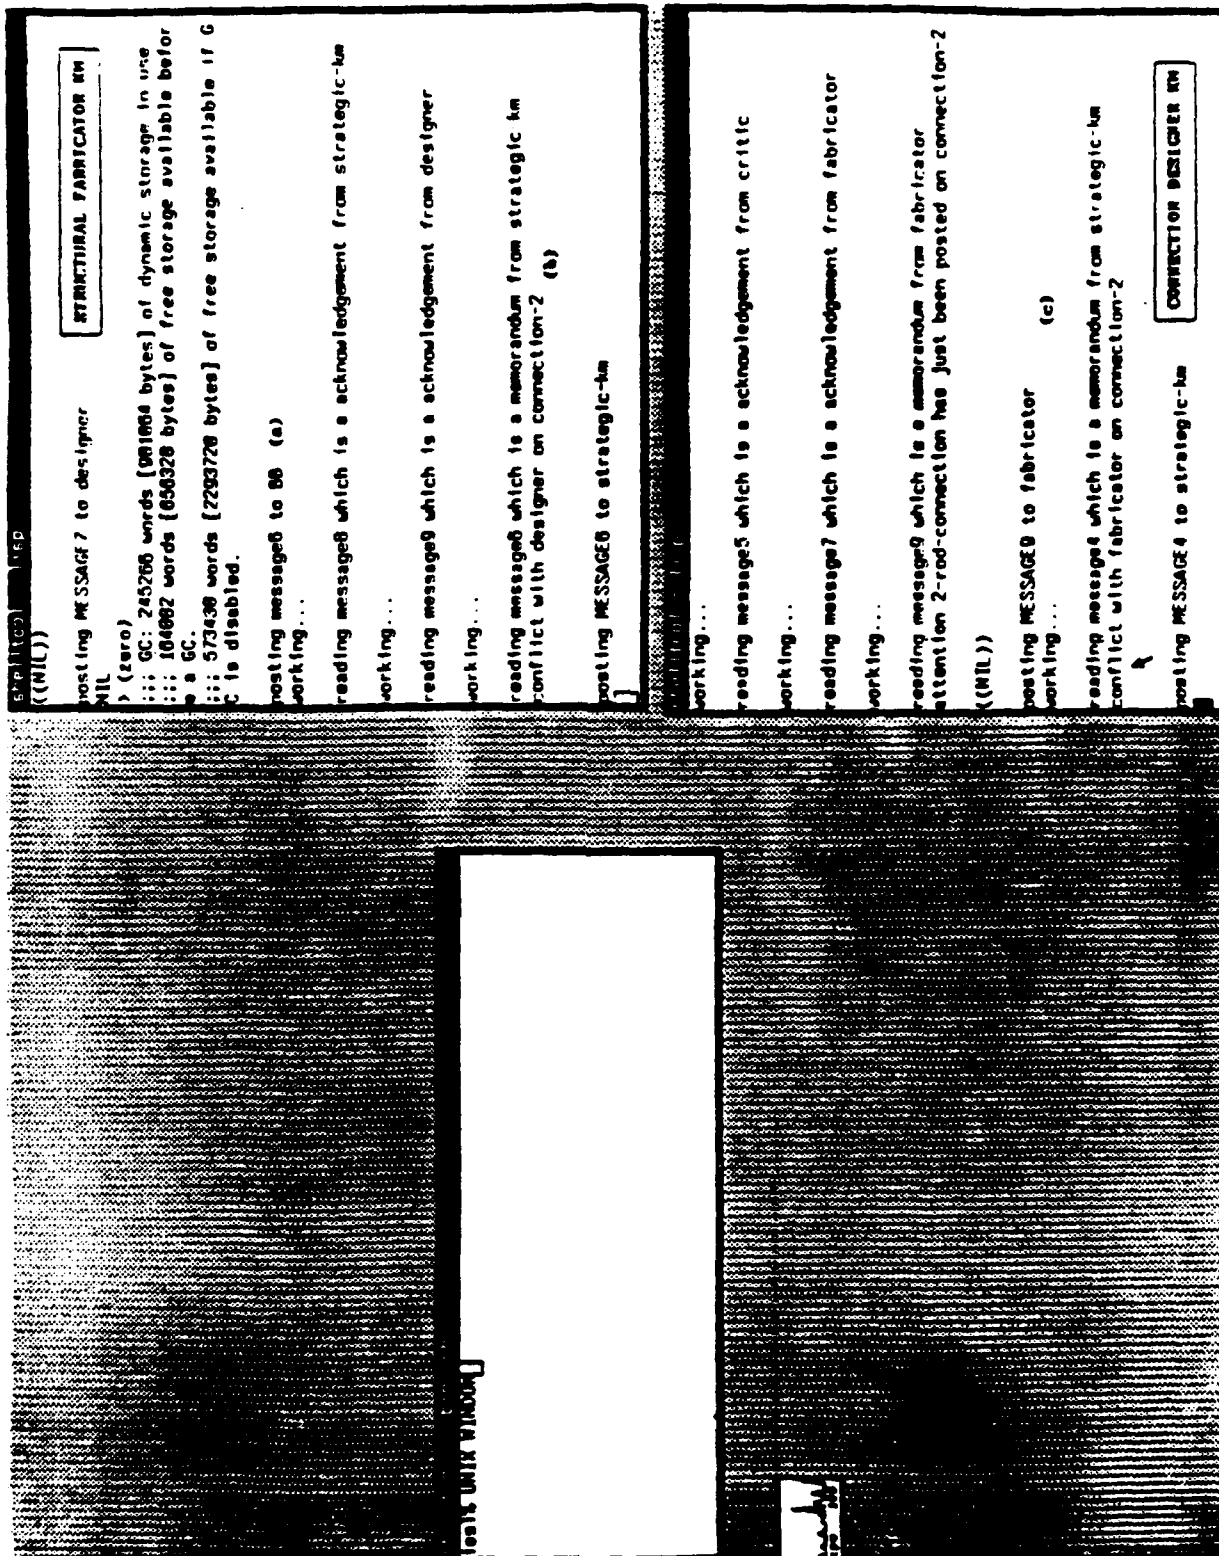 ((NIL))
STRUCTURAL FABRICATOR KM
posting MESSAGE7 to designer
NIL
> (zero)
;;; GC: 245266 words [981064 bytes] of dynamic storage in use
;;; 164082 words [656328 bytes] of free storage available befor
e a GC.
;;; 573430 words [2293720 bytes] of free storage available if G
C is disabled.
posting message6 to BB (a)
working...
reading message8 which is a acknowledgement from strategic-km
working...
reading message9 which is a acknowledgement from designer
working...
reading message6 which is a memorandum from strategic km
conflict with designer on connection-2 (b)
posting MESSAGE6 to strategic-km
working...
reading message5 which is a acknowledgement from critic
working...
reading message7 which is a acknowledgement from fabricator
working...
reading message9 which is a memorandum from fabricator
attention 2-rod-connection has just been posted on connection-2
((NIL))
posting MESSAGE9 to fabricator
working... (c)
reading message4 which is a memorandum from strategic-km
conflict with fabricator on connection-2
posting MESSAGE4 to strategic-km
CONNECTION DESIGNER KM
UNIX WINDOW